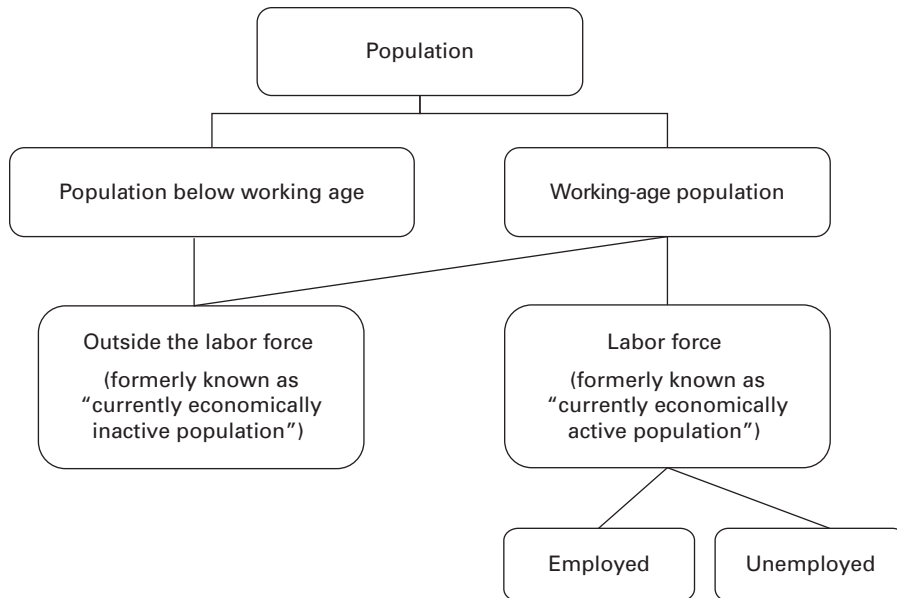 Population
Population below working age
Working-age population
Outside the labor force
(formerly known as
“currently economically
inactive population”)
Labor force
(formerly known as
“currently economically
active population”)
Employed
Unemployed